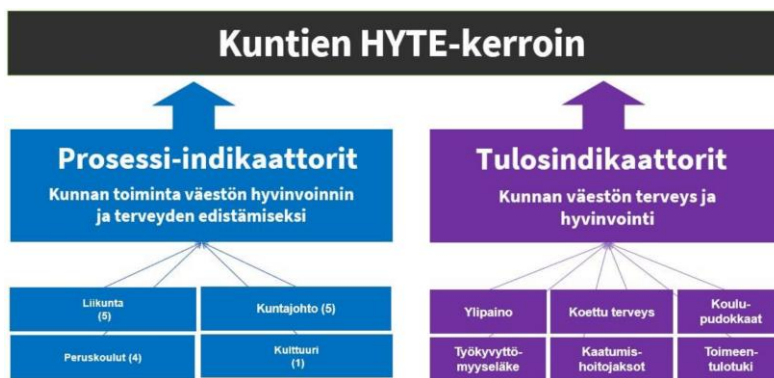 Kuntien HYTE-kerroin
Prosessi-indikaattorit
Kunnan toiminta väestön hyvinvoinnin
ja terveyden edistämiseksi
Tulosindikaattorit
Kunnan väestön terveys ja
hyvinvointi
Liikunta
(5)
Kuntajohto (5)
Peruskoulut (4)
Kulttuuri
(1)
Ylipaino
Koettu terveys
Koulu-
pudokkaat
Työkyvyttö-
myyseläke
Kaatumis-
hoitojaksot
Toimeen-
tulotuki